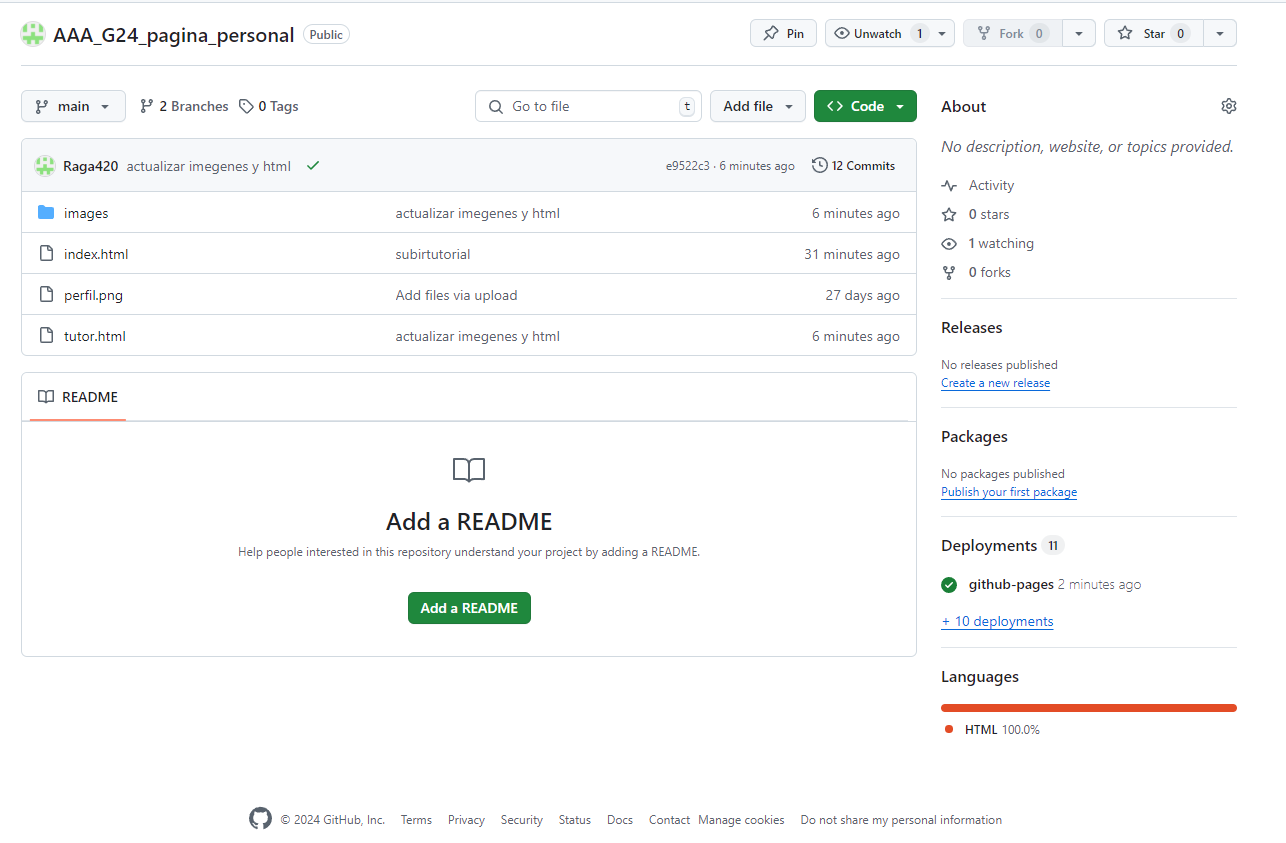 AAA_G24_pagina_personal Public Pin Unwatch 1 Fork 0 Star 0
main 2 Branches 0 Tags Go to file t Add file Code
Raga420 actualizar imegenes y html e9522c3 · 6 minutes ago 12 Commits
images actualizar imegenes y html 6 minutes ago
index.html subirtutorial 31 minutes ago
perfil.png Add files via upload 27 days ago
tutor.html actualizar imegenes y html 6 minutes ago
README
Add a README
Help people interested in this repository understand your project by adding a README.
Add a README
About
No description, website, or topics provided.
Activity
0 stars
1 watching
0 forks
Releases
No releases published
Create a new release
Packages
No packages published
Publish your first package
Deployments 11
github-pages 2 minutes ago
+ 10 deployments
Languages
HTML 100.0%
© 2024 GitHub, Inc. Terms Privacy Security Status Docs Contact Manage cookies Do not share my personal information